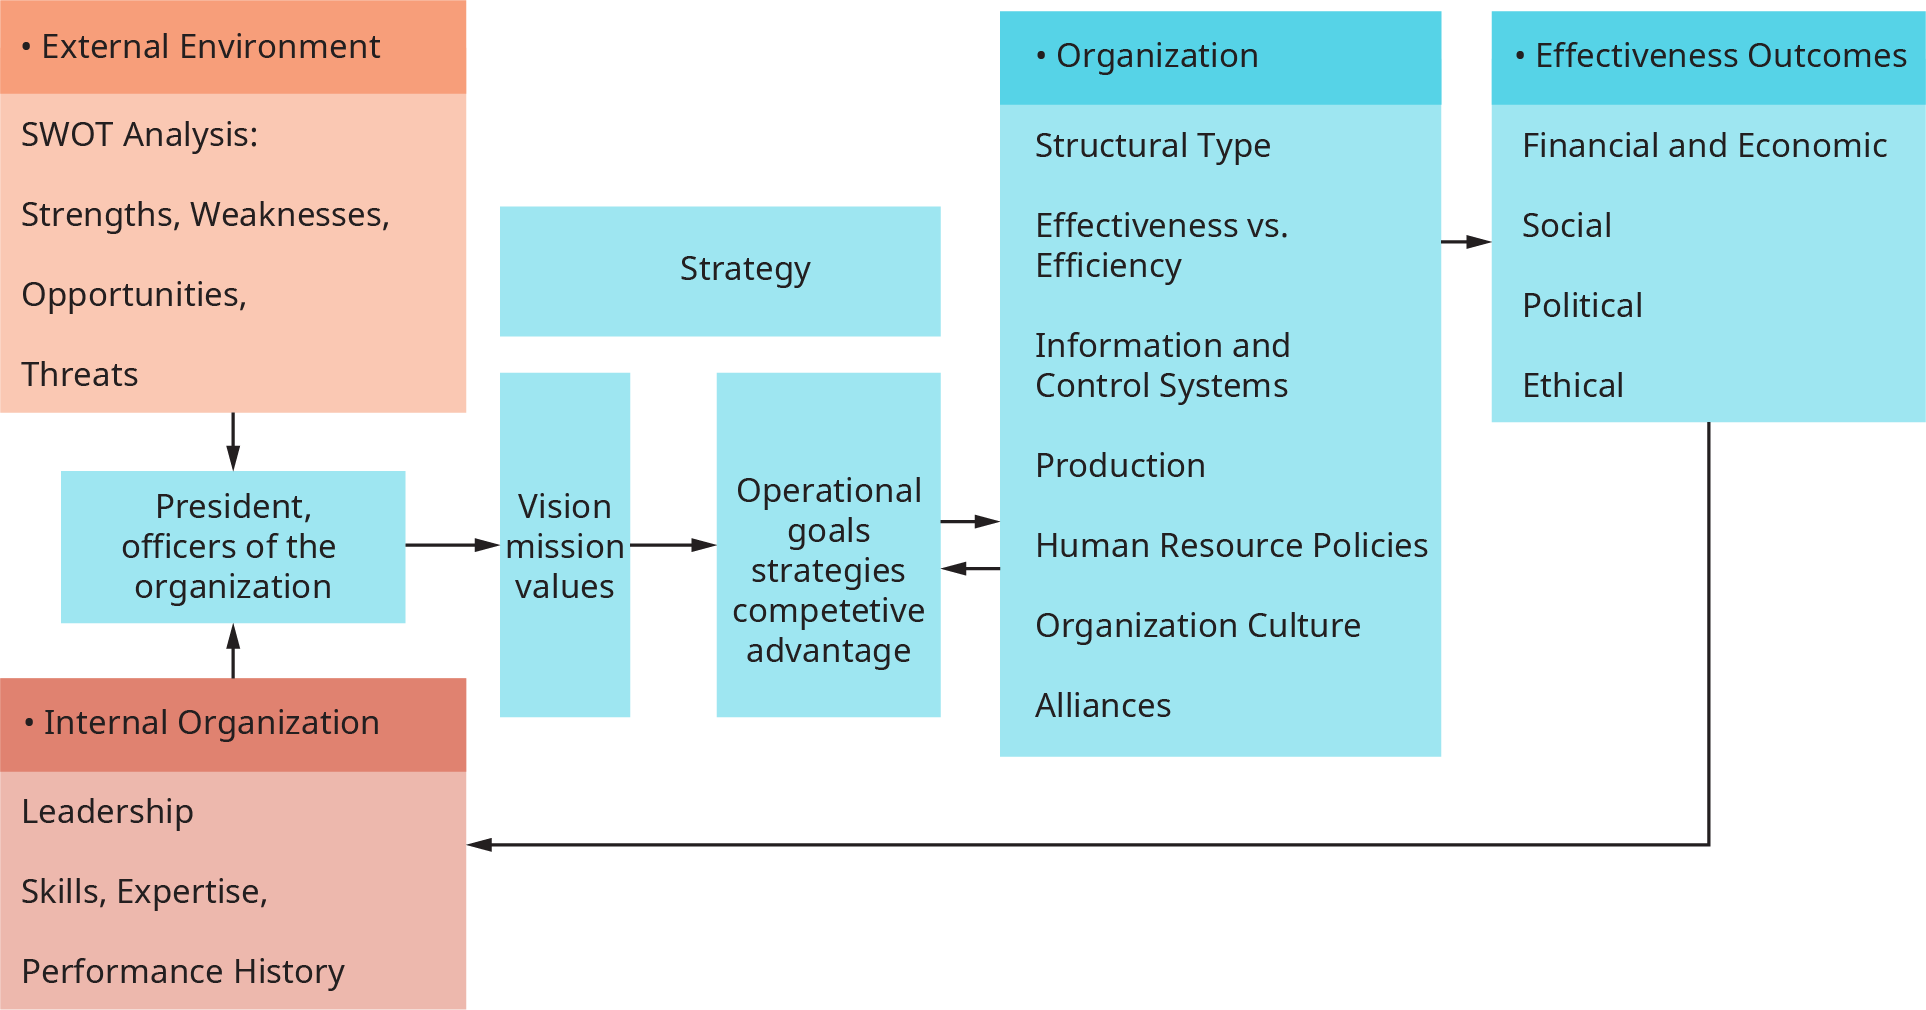 • External Environment
SWOT Analysis:
Strengths, Weaknesses,
Opportunities,
Threats
President,
officers of the
organization
• Internal Organization
Leadership
Skills, Expertise,
Performance History
Strategy
Vision
mission
values
Operational
goals
strategies
competetive
advantage
• Organization
Structural Type
Effectiveness vs.
Efficiency
Information and
Control Systems
Production
Human Resource Policies
Organization Culture
Alliances
• Effectiveness Outcomes
Financial and Economic
Social
Political
Ethical